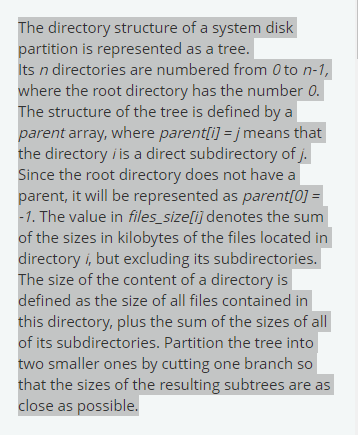 The directory structure of a system disk
partition is represented as a tree.
Its n directories are numbered from 0 to n-1,
where the root directory has the number 0.
The structure of the tree is defined by a
parent array, where parent[i] = j means that
the directory i is a direct subdirectory of j.
Since the root directory does not have a
parent, it will be represented as parent[0] =
-1. The value in files_size[i] denotes the sum
of the sizes in kilobytes of the files located in
directory i, but excluding its subdirectories.
The size of the content of a directory is
defined as the size of all files contained in
this directory, plus the sum of the sizes of all
of its subdirectories. Partition the tree into
two smaller ones by cutting one branch so
that the sizes of the resulting subtrees are as
close as possible.